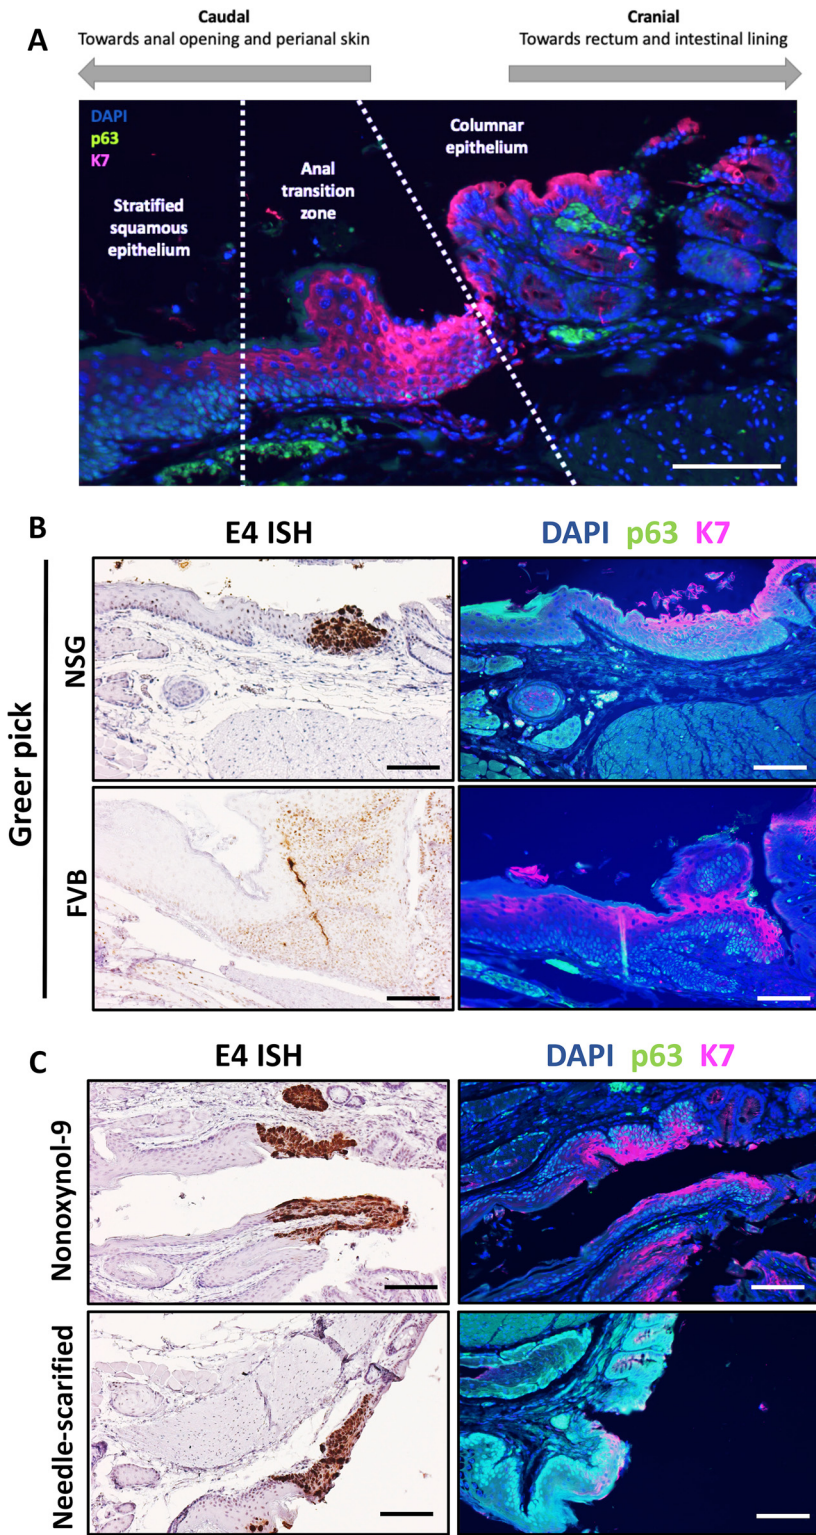 A
Caudal
Towards anal opening and perianal skin
Cranial
Towards rectum and intestinal lining
DAPI
p63
K7
Stratified
squamous
epithelium
Anal
transition
zone
Columnar
epithelium
B
E4 ISH
DAPI p63 K7
Greer pick
NSG
FVB
C
E4 ISH
DAPI p63 K7
Nonoxynol-9
Needle-scarified